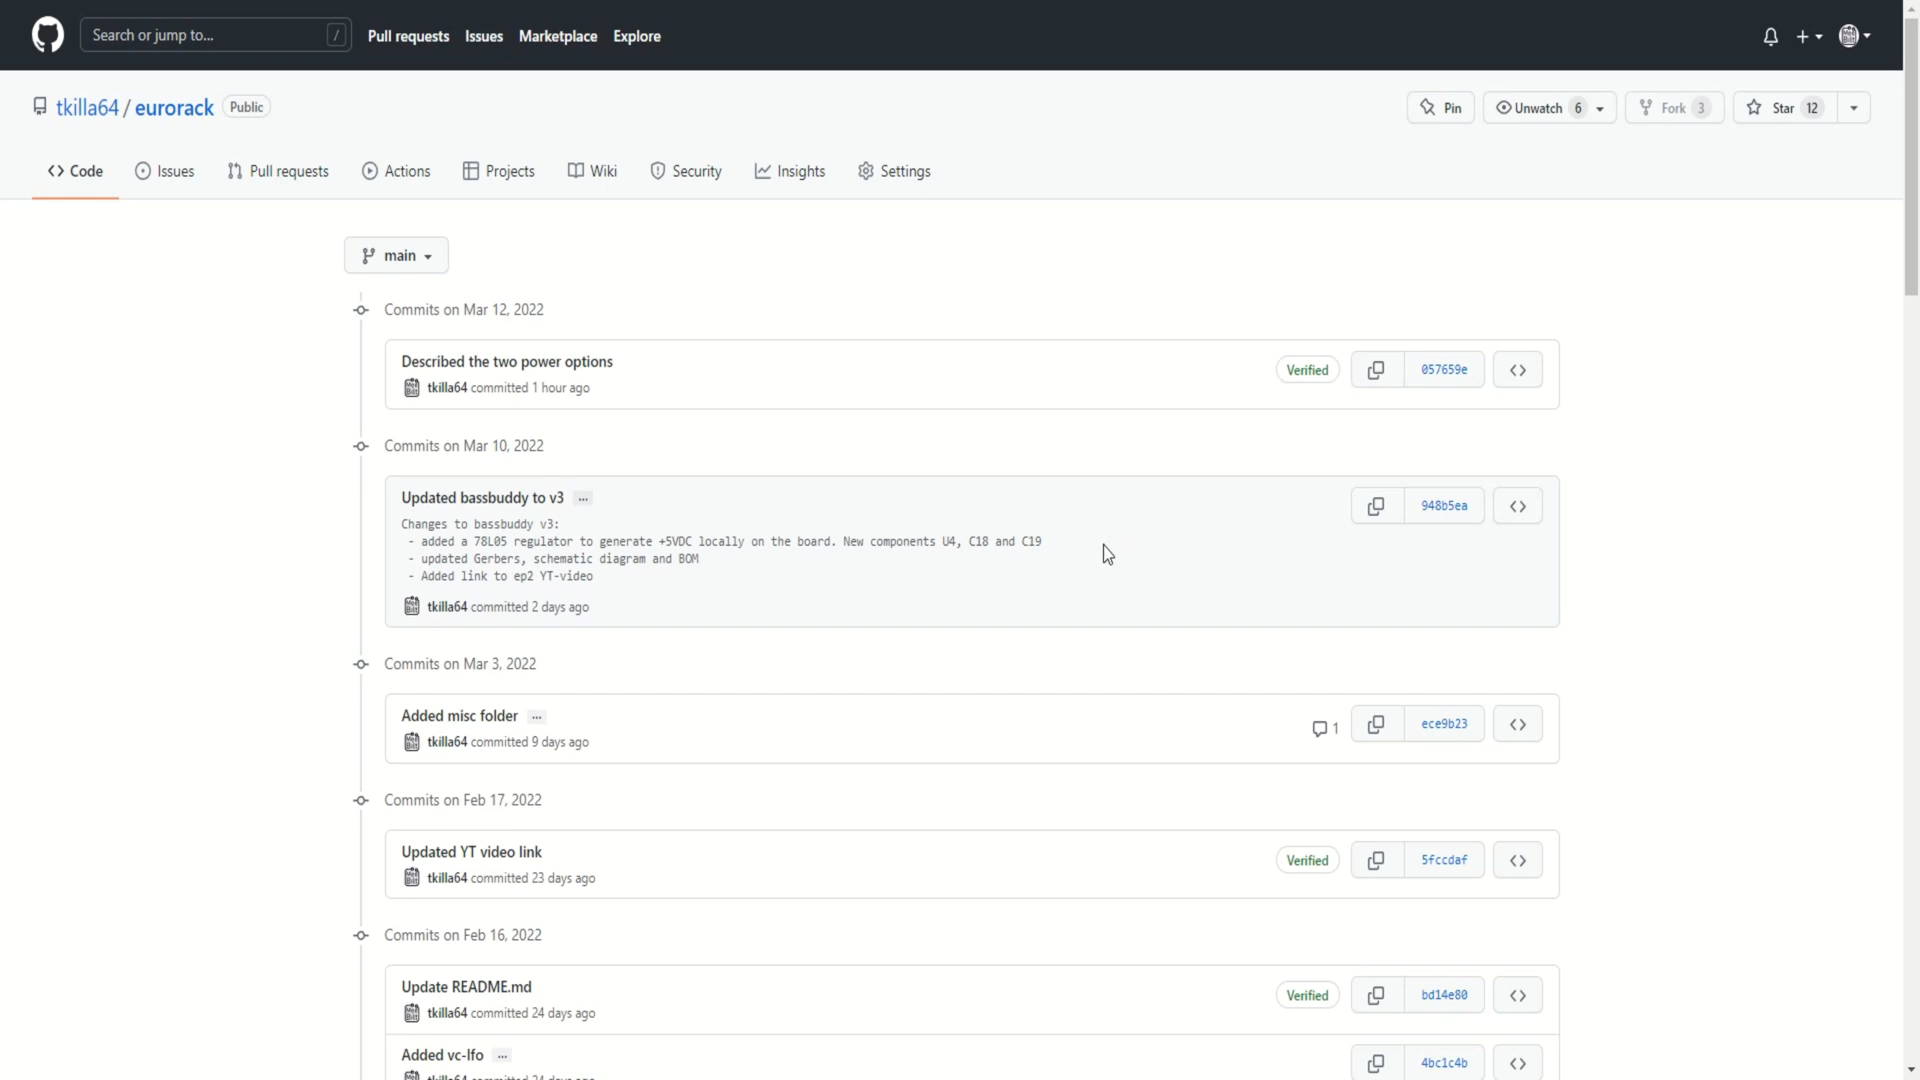 Search or jump to... / Pull requests Issues Marketplace Explore
tkilla64 / eurorack Public
Pin Unwatch 6 Fork 3 Star 12
Code Issues Pull requests Actions Projects Wiki Security Insights Settings
main
Commits on Mar 12, 2022
Described the two power options
tkilla64 committed 1 hour ago
Verified 057659e
Commits on Mar 10, 2022
Updated bassbuddy to v3 ...
948b5ea
Changes to bassbuddy v3:
- added a 78L05 regulator to generate +5VDC locally on the board. New components U4, C18 and C19
- updated Gerbers, schematic diagram and BOM
- Added link to ep2 YT-video
tkilla64 committed 2 days ago
Commits on Mar 3, 2022
Added misc folder ...
tkilla64 committed 9 days ago
1 ece9b23
Commits on Feb 17, 2022
Updated YT video link
tkilla64 committed 23 days ago
Verified 5fccdaf
Commits on Feb 16, 2022
Update README.md
tkilla64 committed 24 days ago
Verified bd14e80
Added vc-lfo ...
4bc1c4b
tkilla64 committed 24 days ago